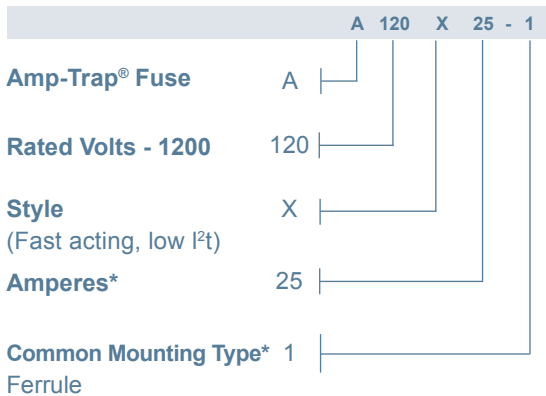 A 120 X 25 - 1
Amp-Trap® Fuse A
Rated Volts - 1200 120
Style X
(Fast acting, low I²t)
Amperes* 25
Common Mounting Type* 1
Ferrule